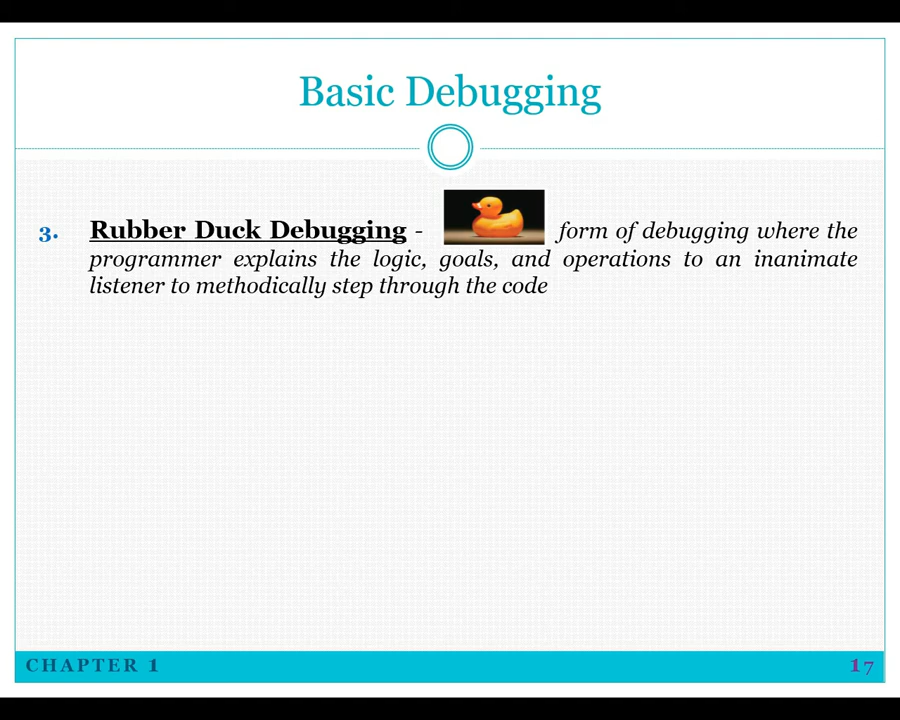 Basic Debugging
3. Rubber Duck Debugging - form of debugging where the
programmer explains the logic, goals, and operations to an inanimate
listener to methodically step through the code
CHAPTER 1 17